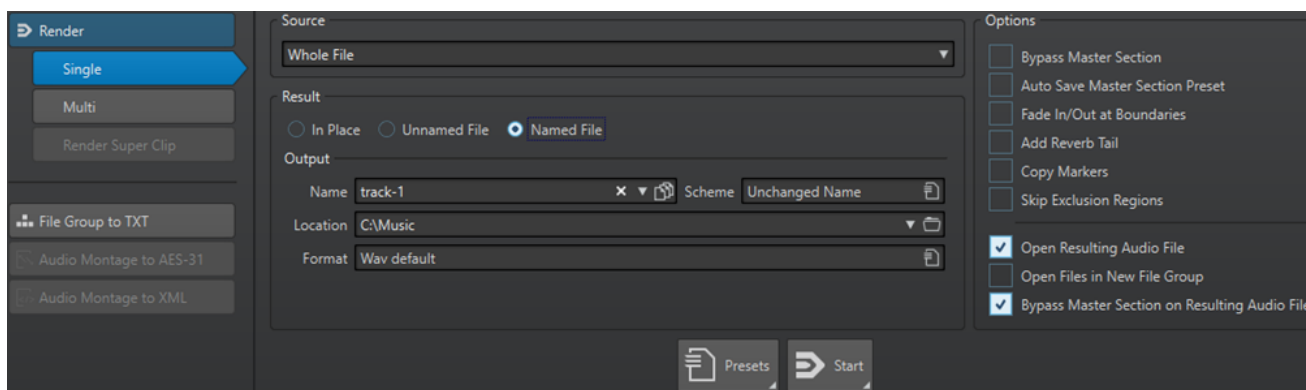 Render
Single
Multi
Render Super Clip
File Group to TXT
Audio Montage to AES-31
Audio Montage to XML
Source
Whole File
Result
In Place Unnamed File Named File
Output
Name track-1 Scheme Unchanged Name
Location C:\Music
Format Wav default
Presets Start
Options
Bypass Master Section
Auto Save Master Section Preset
Fade In/Out at Boundaries
Add Reverb Tail
Copy Markers
Skip Exclusion Regions
Open Resulting Audio File
Open Files in New File Group
Bypass Master Section on Resulting Audio File